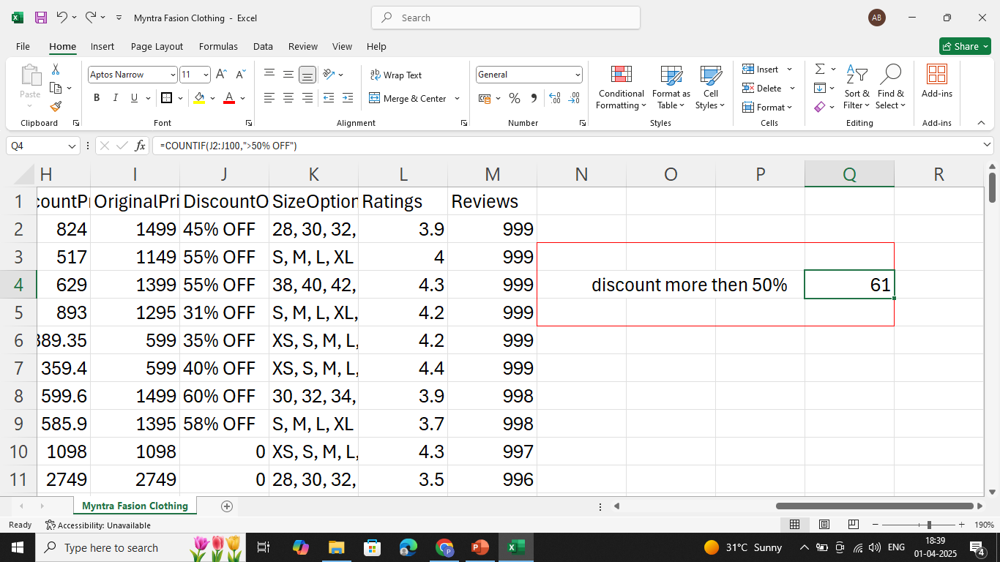 Myntra Fasion Clothing - Excel
Search
AB
File Home Insert Page Layout Formulas Data Review View Help
Share
Paste
Clipboard
Aptos Narrow 11
B I U
Font
Wrap Text
Merge & Center
Alignment
General
Number
Conditional Formatting
Format as Table
Cell Styles
Styles
Insert
Delete
Format
Cells
Sort & Filter
Find & Select
Editing
Add-ins
Add-ins
Q4 fx =COUNTIF(J2:J100,">50% OFF")
H I J K L M N O P Q R
1 countPr OriginalPri DiscountO SizeOption Ratings Reviews
2 824 1499 45% OFF 28, 30, 32, 3.9 999
3 517 1149 55% OFF S, M, L, XL 4 999
4 629 1399 55% OFF 38, 40, 42, 4.3 999 discount more then 50% 61
5 893 1295 31% OFF S, M, L, XL, 4.2 999
6 389.35 599 35% OFF XS, S, M, L, 4.2 999
7 359.4 599 40% OFF XS, S, M, L, 4.4 999
8 599.6 1499 60% OFF 30, 32, 34, 3.9 998
9 585.9 1395 58% OFF S, M, L, XL 3.7 998
10 1098 1098 0 XS, S, M, L, 4.3 997
11 2749 2749 0 28, 30, 32, 3.5 996
Myntra Fasion Clothing
Ready Accessibility: Unavailable 190%
Type here to search
31°C Sunny
ENG
18:39
01-04-2025
4